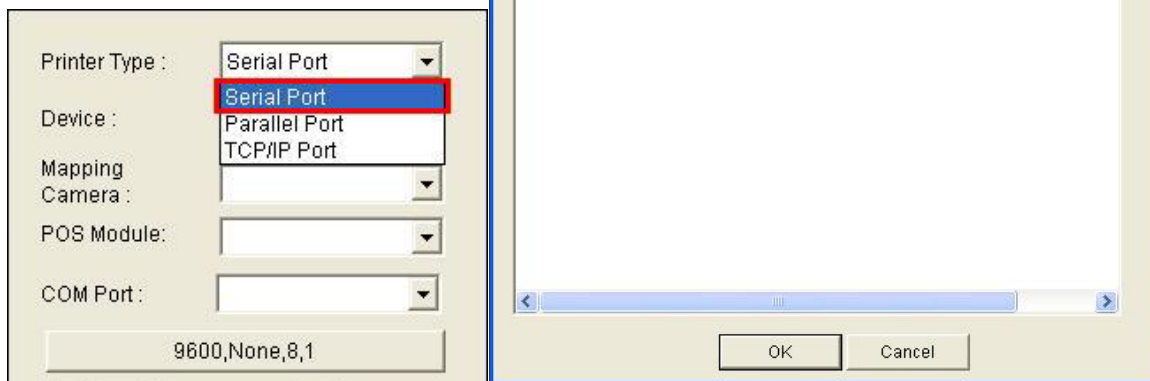 Printer Type :
Serial Port
Serial Port
Device :
Parallel Port
TCP/IP Port
Mapping
Camera :
POS Module:
COM Port :
9600,None,8,1
OK
Cancel